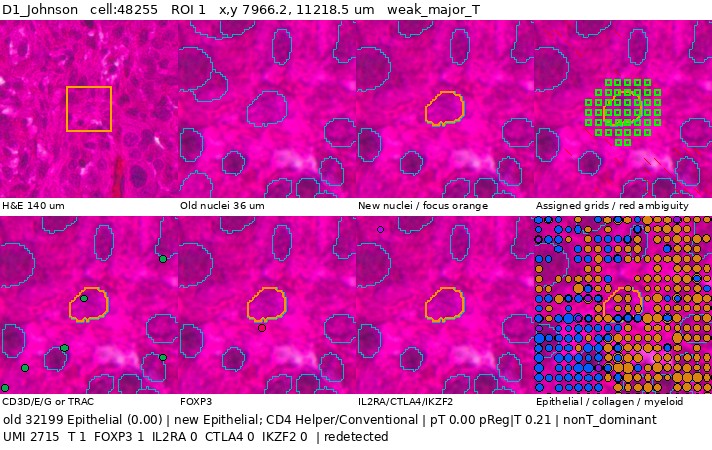 D1_Johnson   cell:48255   ROI 1   x,y 7966.2, 11218.5 um   weak_major_T
H&E 140 um
Old nuclei 36 um
New nuclei / focus orange
Assigned grids / red ambiguity
CD3D/E/G or TRAC
FOXP3
IL2RA/CTLA4/IKZF2
Epithelial / collagen / myeloid
old 32199 Epithelial (0.00) | new Epithelial; CD4 Helper/Conventional | pT 0.00 pReg|T 0.21 | nonT_dominant
UMI 2715  T 1  FOXP3 1  IL2RA 0  CTLA4 0  IKZF2 0  | redetected